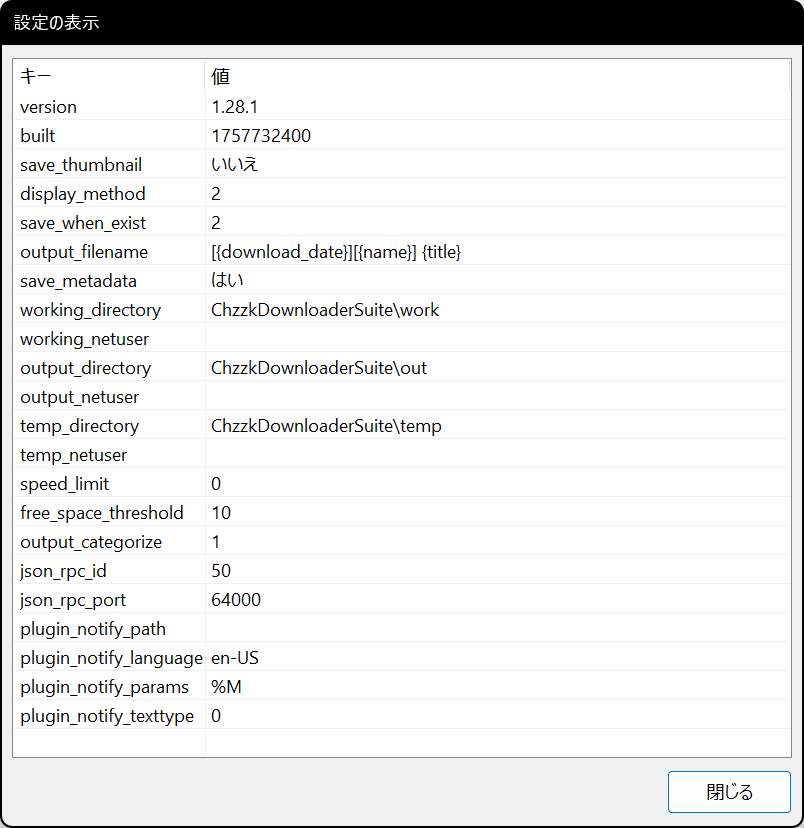 設定の表示
キー 値
version 1.28.1
built 1757732400
save_thumbnail いいえ
display_method 2
save_when_exist 2
output_filename [{download_date}][{name}] {title}
save_metadata はい
working_directory ChzzkDownloaderSuite\work
working_netuser
output_directory ChzzkDownloaderSuite\out
output_netuser
temp_directory ChzzkDownloaderSuite\temp
temp_netuser
speed_limit 0
free_space_threshold 10
output_categorize 1
json_rpc_id 50
json_rpc_port 64000
plugin_notify_path
plugin_notify_language en-US
plugin_notify_params %M
plugin_notify_texttype 0
閉じる